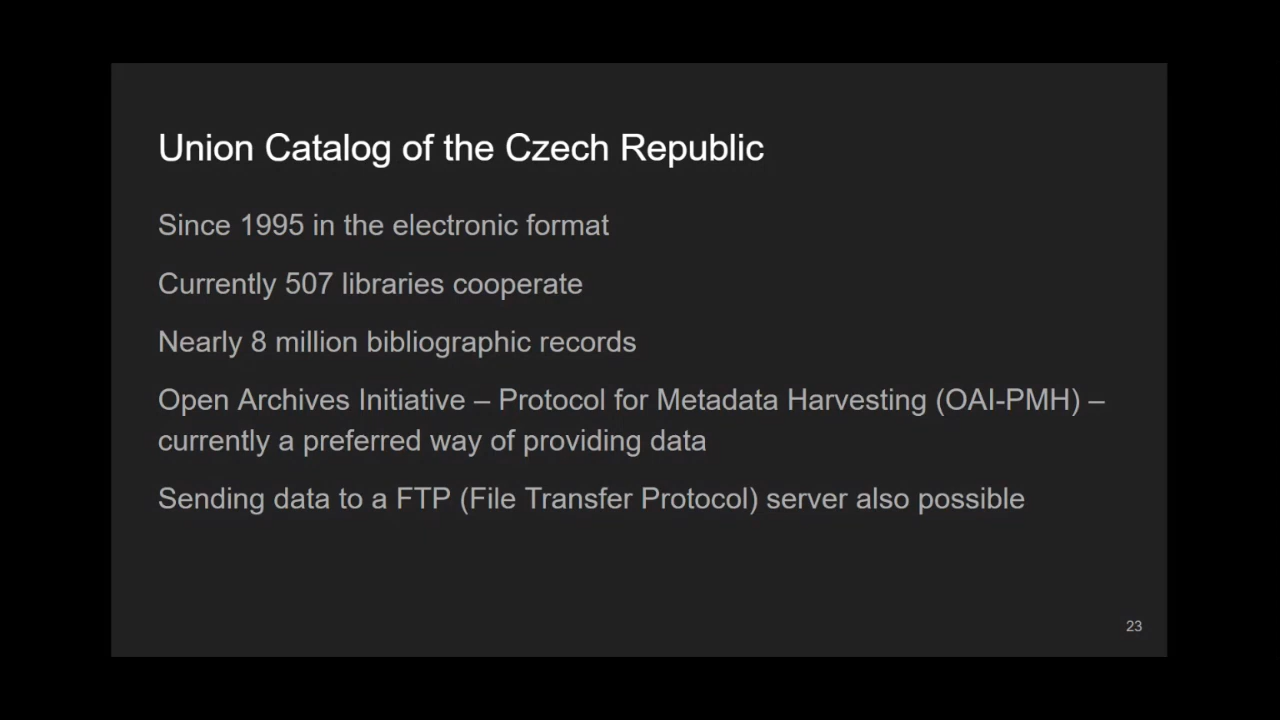 Union Catalog of the Czech Republic
Since 1995 in the electronic format
Currently 507 libraries cooperate
Nearly 8 million bibliographic records
Open Archives Initiative – Protocol for Metadata Harvesting (OAI-PMH) –
currently a preferred way of providing data
Sending data to a FTP (File Transfer Protocol) server also possible
23